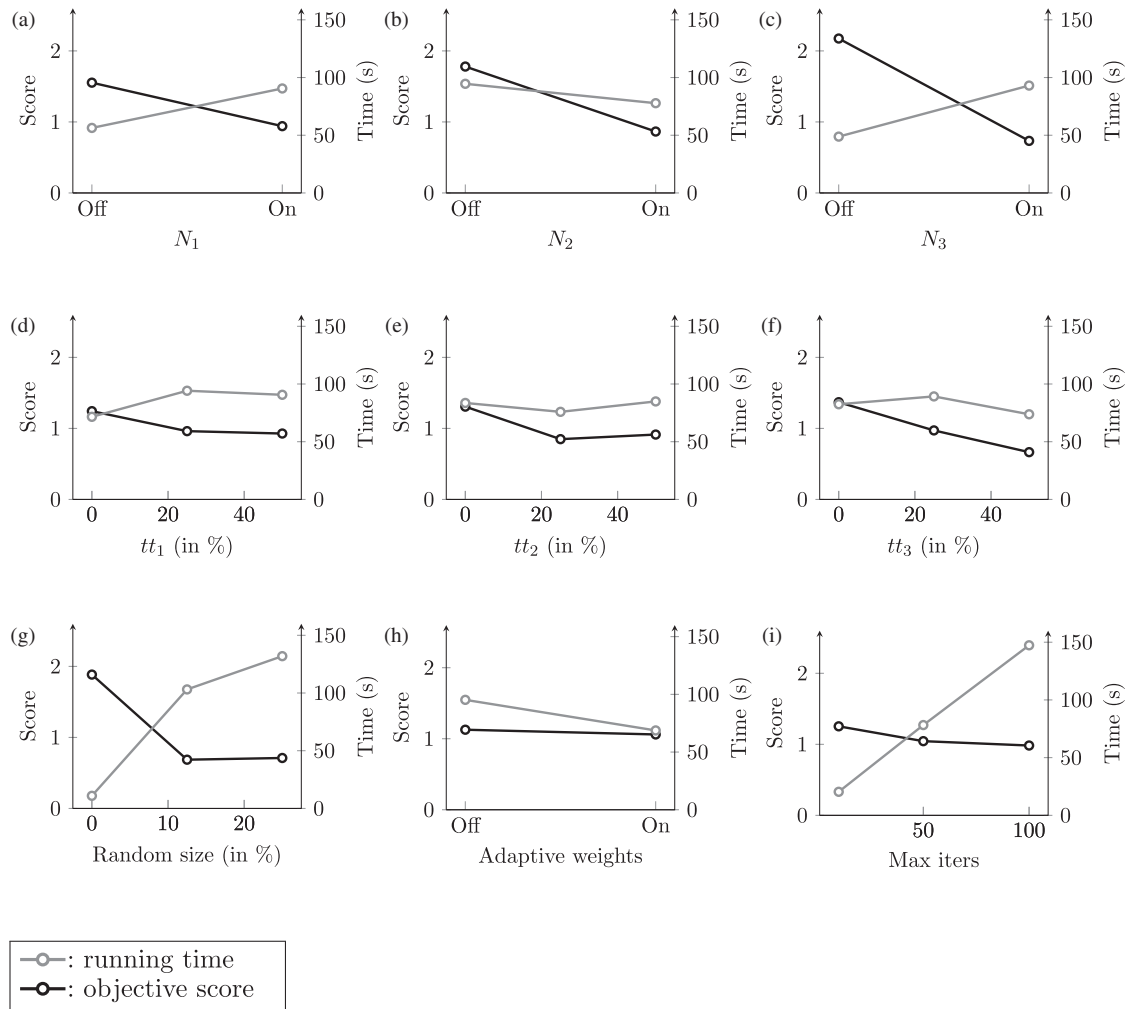 (a)
Score
0
1
2
Off
On
N1
0
50
100
150
Time (s)
(b)
Score
0
1
2
Off
On
N2
0
50
100
150
Time (s)
(c)
Score
0
1
2
Off
On
N3
0
50
100
150
Time (s)
(d)
Score
0
1
2
0
20
40
tt1 (in %)
0
50
100
150
Time (s)
(e)
Score
0
1
2
0
20
40
tt2 (in %)
0
50
100
150
Time (s)
(f)
Score
0
1
2
0
20
40
tt3 (in %)
0
50
100
150
Time (s)
(g)
Score
0
1
2
0
10
20
Random size (in %)
0
50
100
150
Time (s)
(h)
Score
0
1
2
Off
On
Adaptive weights
0
50
100
150
Time (s)
(i)
Score
0
1
2
50
100
Max iters
0
50
100
150
Time (s)
: running time
: objective score